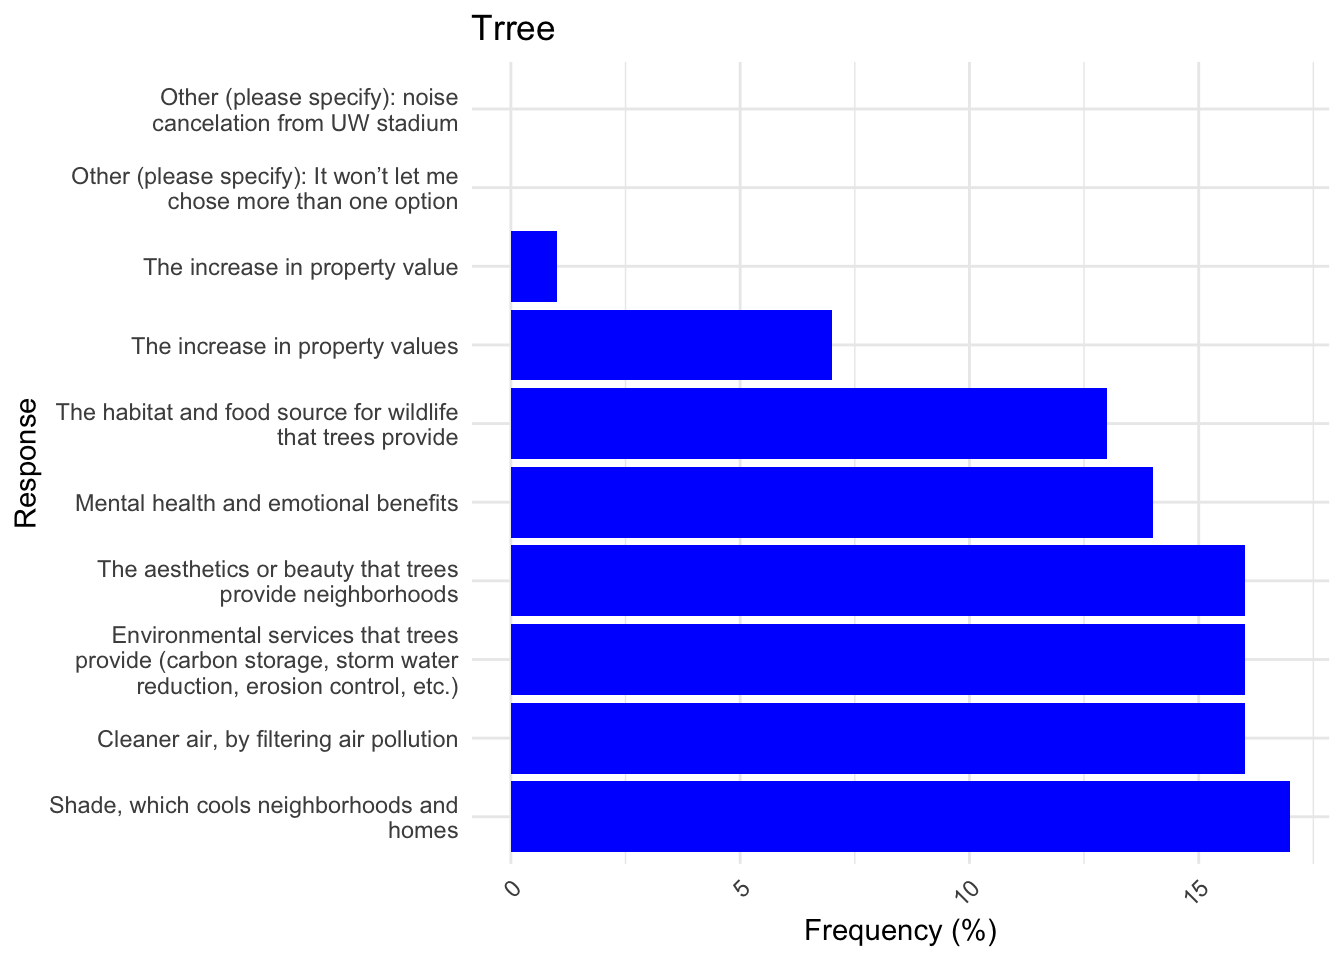 Trree
Other (please specify): noise
cancelation from UW stadium
Other (please specify): It won’t let me
chose more than one option
The increase in property value
The increase in property values
The habitat and food source for wildlife
that trees provide
Mental health and emotional benefits
The aesthetics or beauty that trees
provide neighborhoods
Environmental services that trees
provide (carbon storage, storm water
reduction, erosion control, etc.)
Cleaner air, by filtering air pollution
Shade, which cools neighborhoods and
homes
Response
0
5
10
15
Frequency (%)